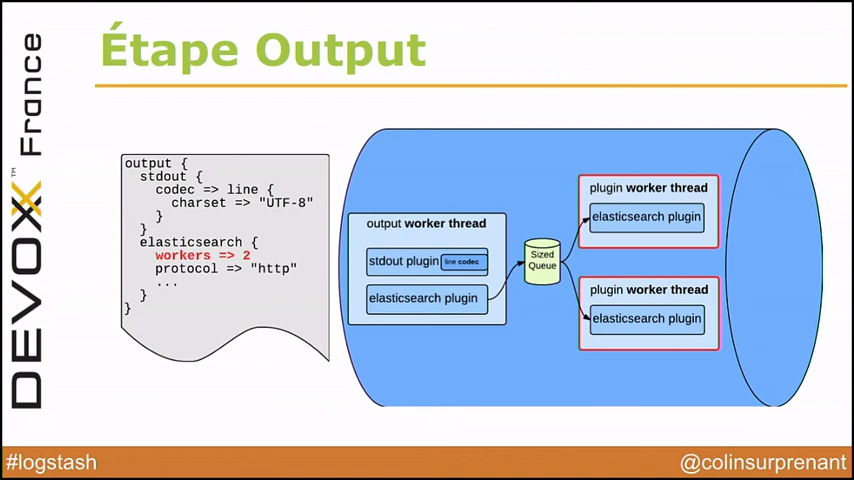 Étape Output
DEVOXX™ France
output {
  stdout {
    codec => line {
      charset => "UTF-8"
    }
  }
  elasticsearch {
    workers => 2
    protocol => "http"
    ...
  }
}
output worker thread
stdout plugin
line codec
elasticsearch plugin
Sized
Queue
plugin worker thread
elasticsearch plugin
plugin worker thread
elasticsearch plugin
#logstash
@colinsurprenant